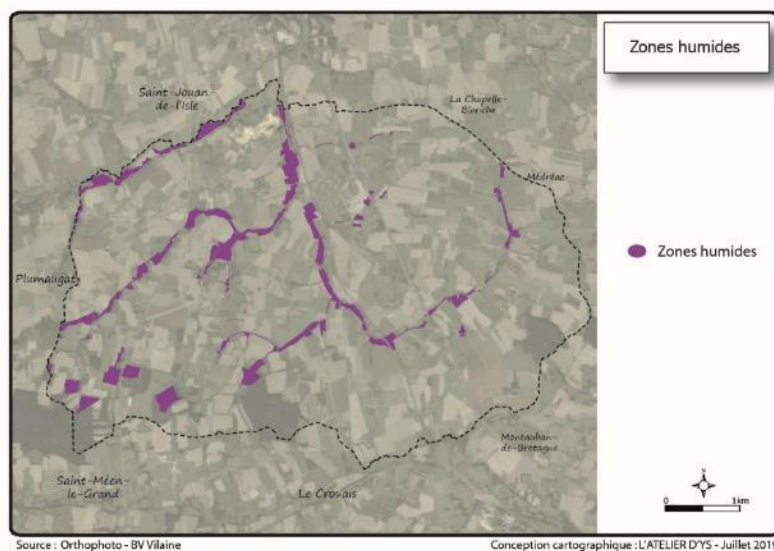 Zones humides
Saint-Jouan-
de-l'Isle
La Chapelle-
Blanche
Médréac
Plumaugat
Zones humides
Montauban-
de-Bretagne
Saint-Méen-
le-Grand
Le Crouais
N
0 1km
Source : Orthophoto - BV Vilaine
Conception cartographique : L'ATELIER D'YS - Juillet 2019